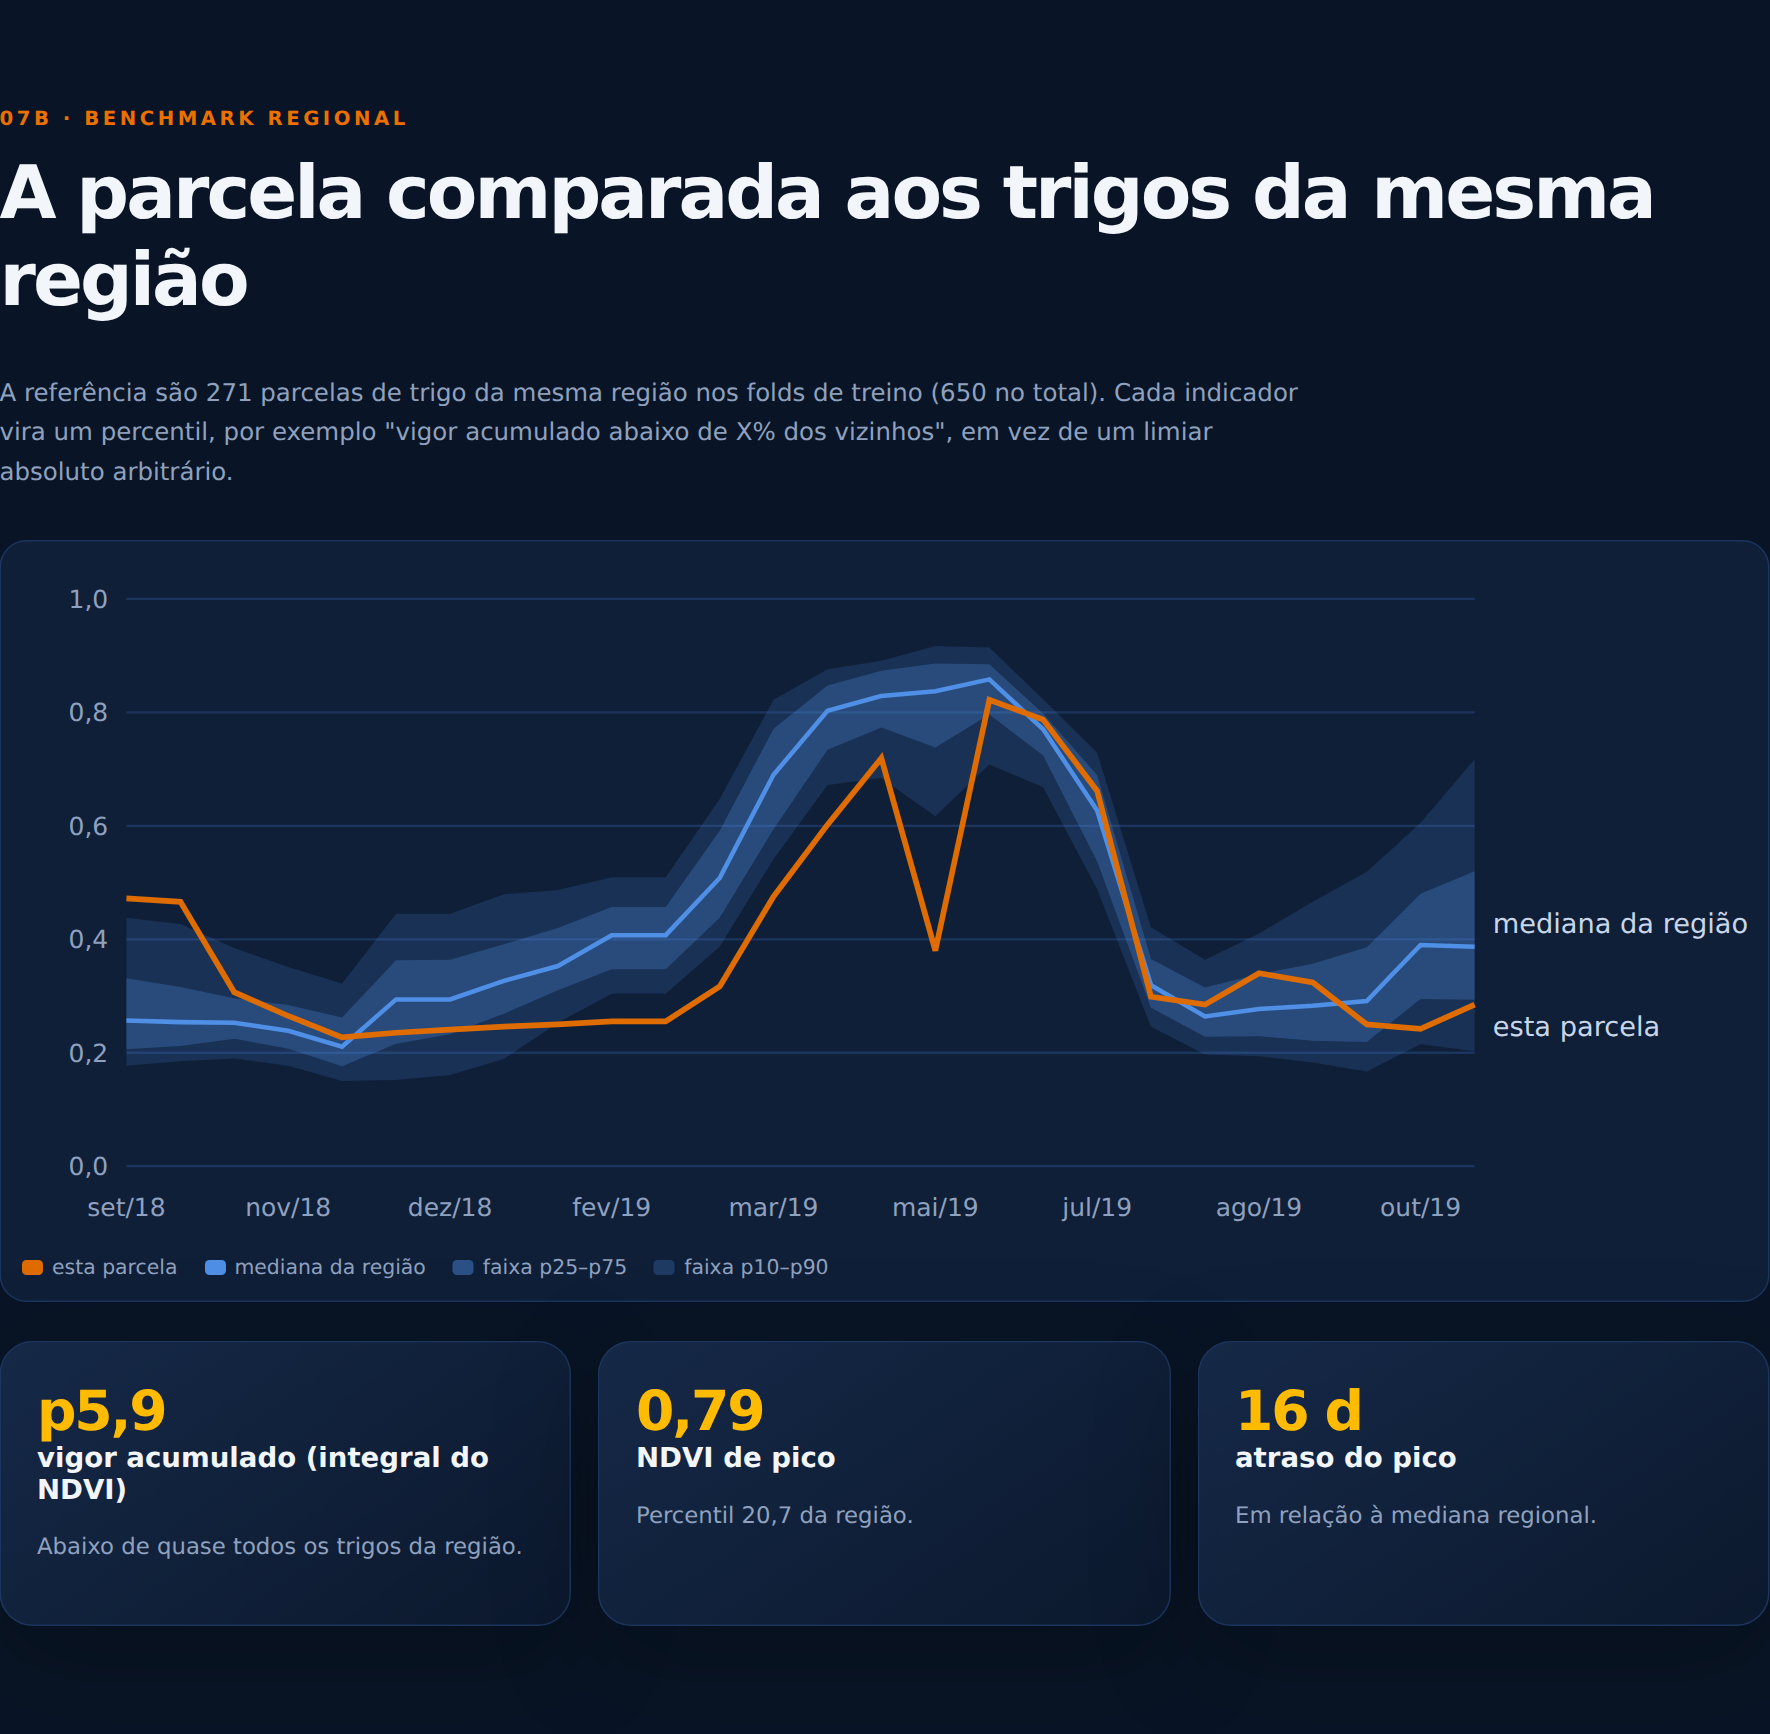 07B · BENCHMARK REGIONAL
A parcela comparada aos trigos da mesma
região
A referência são 271 parcelas de trigo da mesma região nos folds de treino (650 no total). Cada indicador
vira um percentil, por exemplo "vigor acumulado abaixo de X% dos vizinhos", em vez de um limiar
absoluto arbitrário.
1,0
0,8
0,6
0,4
0,2
0,0
mediana da região
esta parcela
set/18 nov/18 dez/18 fev/19 mar/19 mai/19 jul/19 ago/19 out/19
esta parcela mediana da região faixa p25–p75 faixa p10–p90
p5,9
vigor acumulado (integral do
NDVI)
Abaixo de quase todos os trigos da região.
0,79
NDVI de pico
Percentil 20,7 da região.
16 d
atraso do pico
Em relação à mediana regional.